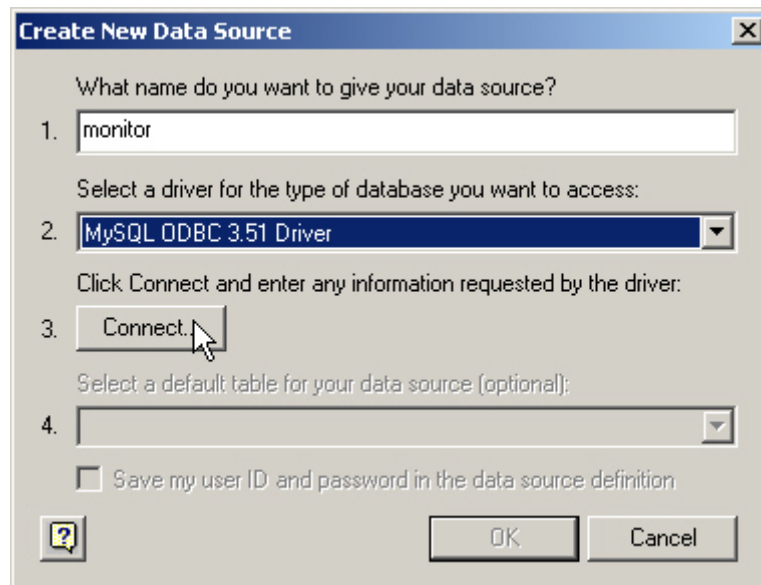 Create New Data Source
What name do you want to give your data source?
1. monitor
Select a driver for the type of database you want to access:
2. MySQL ODBC 3.51 Driver
Click Connect and enter any information requested by the driver:
3. Connect..
Select a default table for your data source (optional):
4.
Save my user ID and password in the data source definition
OK Cancel